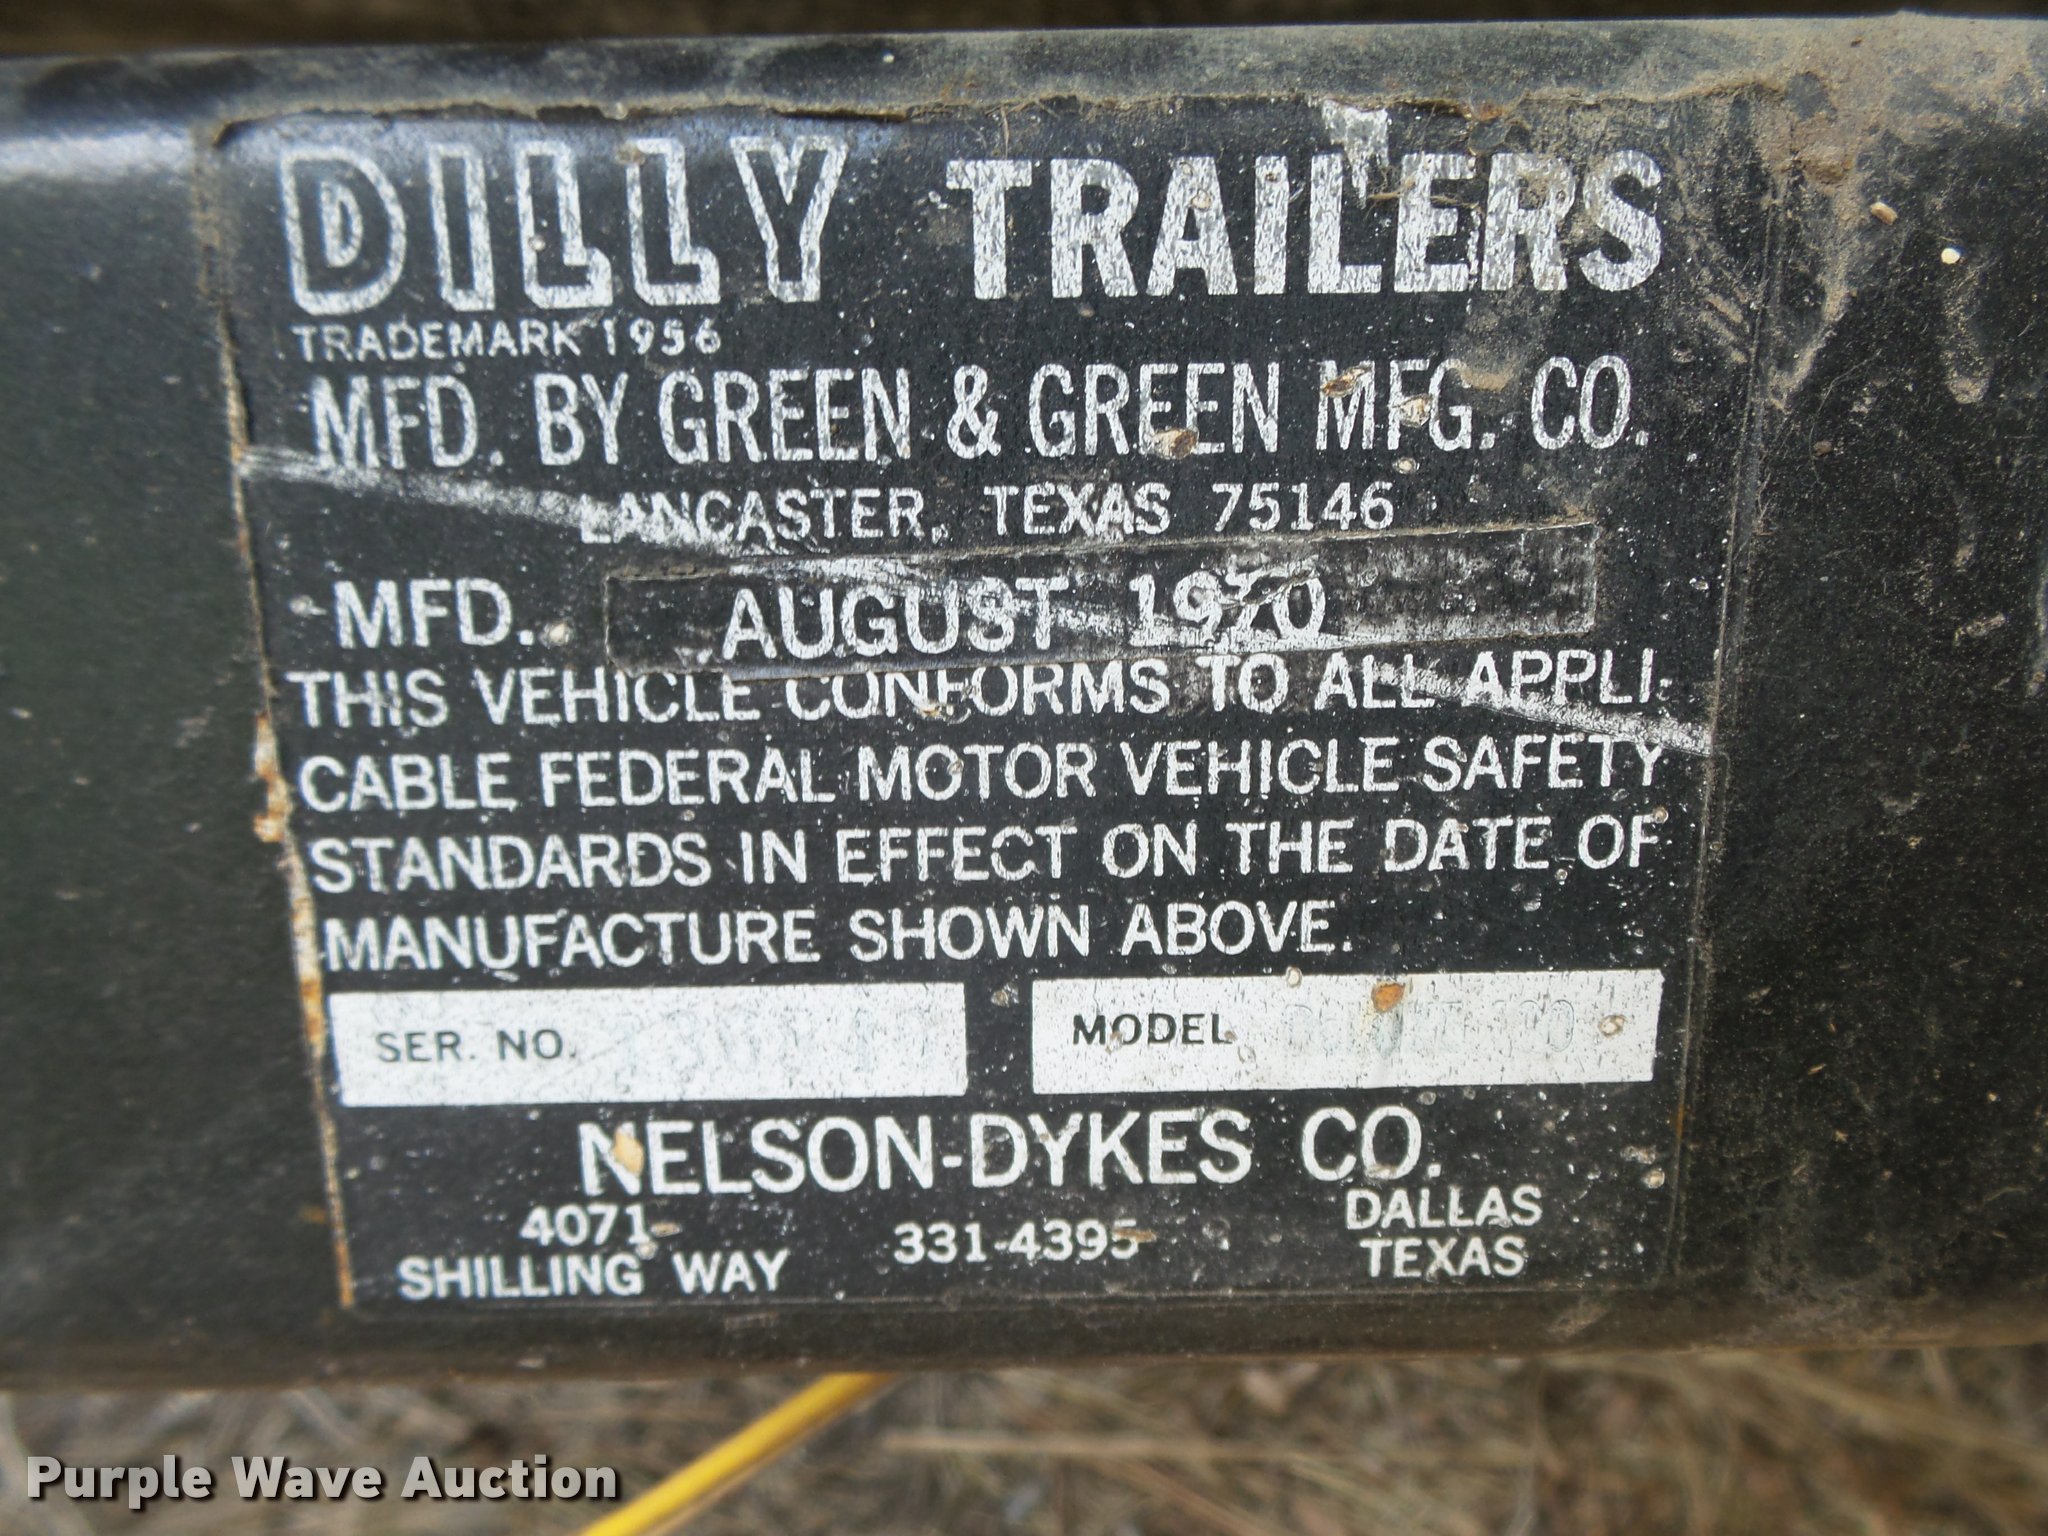 DILLY TRAILERS
TRADEMARK 1956
MFD. BY GREEN & GREEN MFG. CO.
LANCASTER, TEXAS 75146
MFD. AUGUST 1970
THIS VEHICLE CONFORMS TO ALL APPLI-
CABLE FEDERAL MOTOR VEHICLE SAFETY
STANDARDS IN EFFECT ON THE DATE OF
MANUFACTURE SHOWN ABOVE.
SER. NO. MODEL
NELSON-DYKES CO.
4071 SHILLING WAY
331-4395
DALLAS TEXAS
Purple Wave Auction